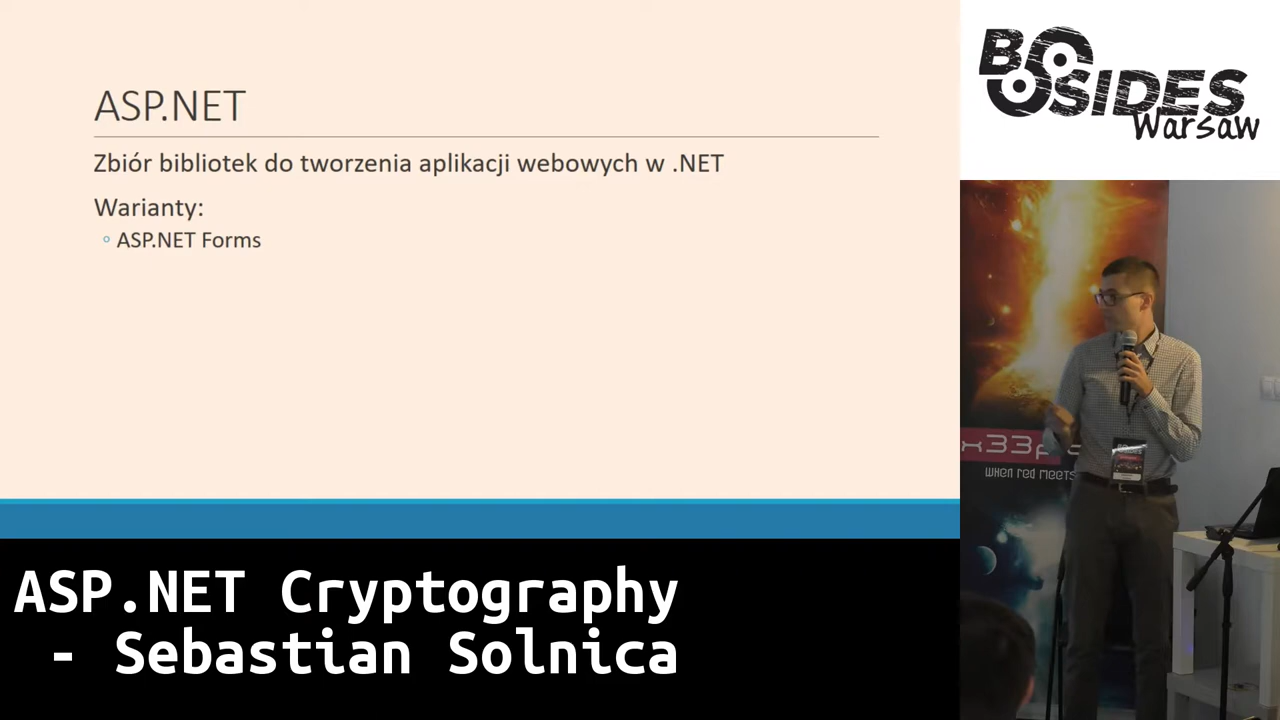 ASP.NET
Zbiór bibliotek do tworzenia aplikacji webowych w .NET
Warianty:
ASP.NET Forms
BSIDES
Warsaw
x33f
WHEN RED MEETS
ASP.NET Cryptography
- Sebastian Solnica